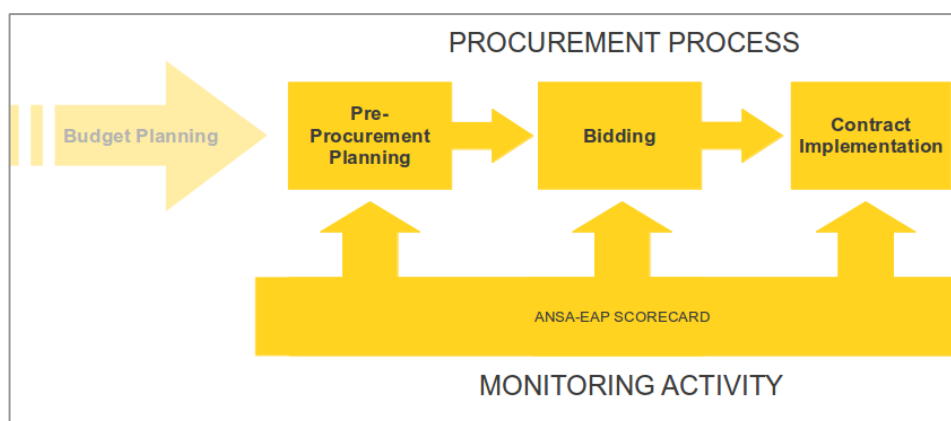 PROCUREMENT PROCESS
Budget Planning
Pre-
Procurement
Planning
Bidding
Contract
Implementation
ANSA-EAP SCORECARD
MONITORING ACTIVITY